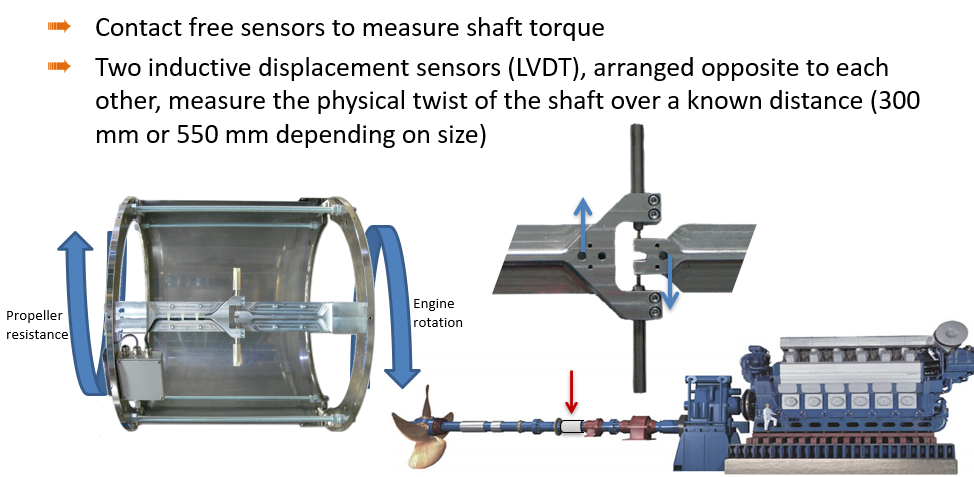 Contact free sensors to measure shaft torque
Two inductive displacement sensors (LVDT), arranged opposite to each
other, measure the physical twist of the shaft over a known distance (300
mm or 550 mm depending on size)
Propeller
resistance
Engine
rotation